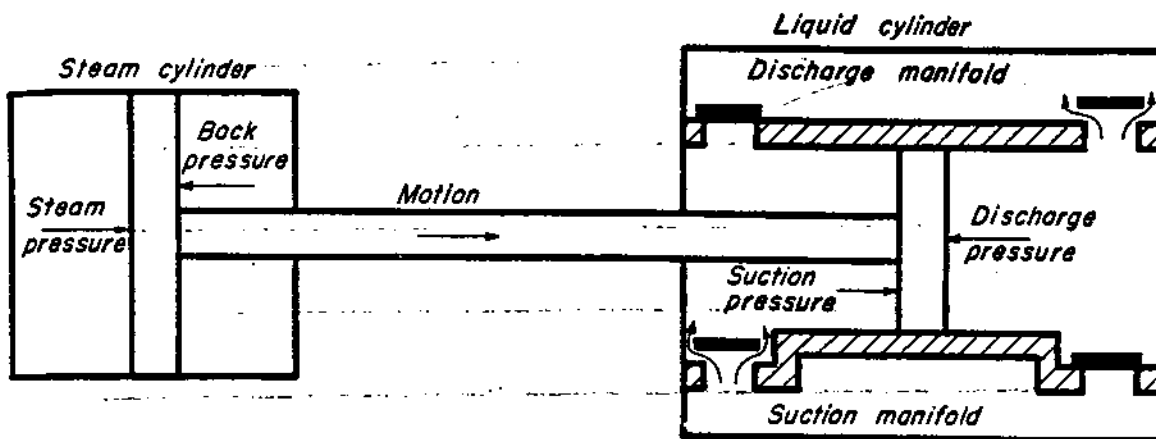 Liquid cylinder
Steam cylinder
Discharge manifold
Back
pressure
Steam
pressure
Motion
Discharge
pressure
Suction
pressure
Suction manifold